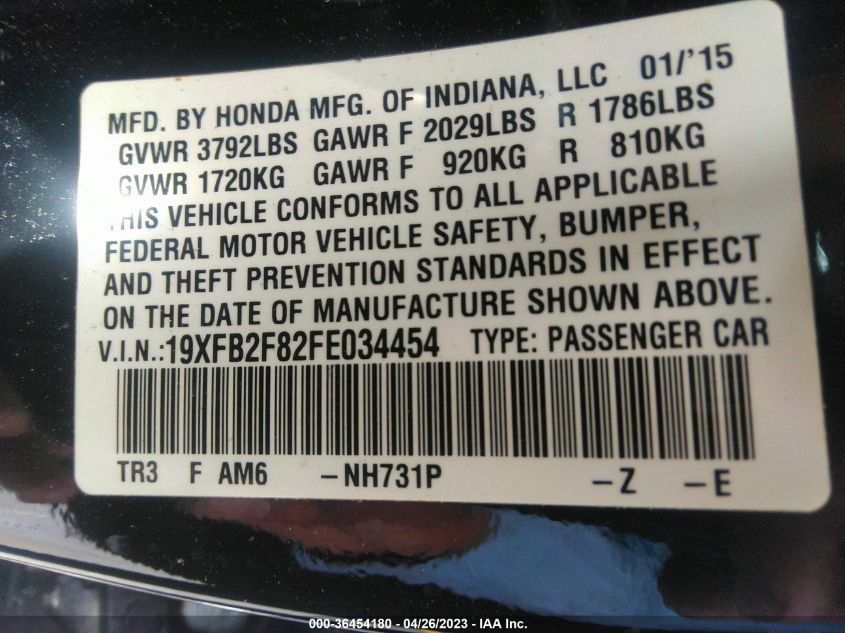 MFD. BY HONDA MFG. OF INDIANA, LLC 01/'15
GVWR 3792LBS GAWR F 2029LBS R 1786LBS
GVWR 1720KG GAWR F 920KG R 810KG
THIS VEHICLE CONFORMS TO ALL APPLICABLE
FEDERAL MOTOR VEHICLE SAFETY, BUMPER,
AND THEFT PREVENTION STANDARDS IN EFFECT
ON THE DATE OF MANUFACTURE SHOWN ABOVE.
V.I.N.:19XFB2F82FE034454 TYPE: PASSENGER CAR
TR3 F AM6 –NH731P –Z –E
000-36454180 - 04/26/2023 - IAA Inc.